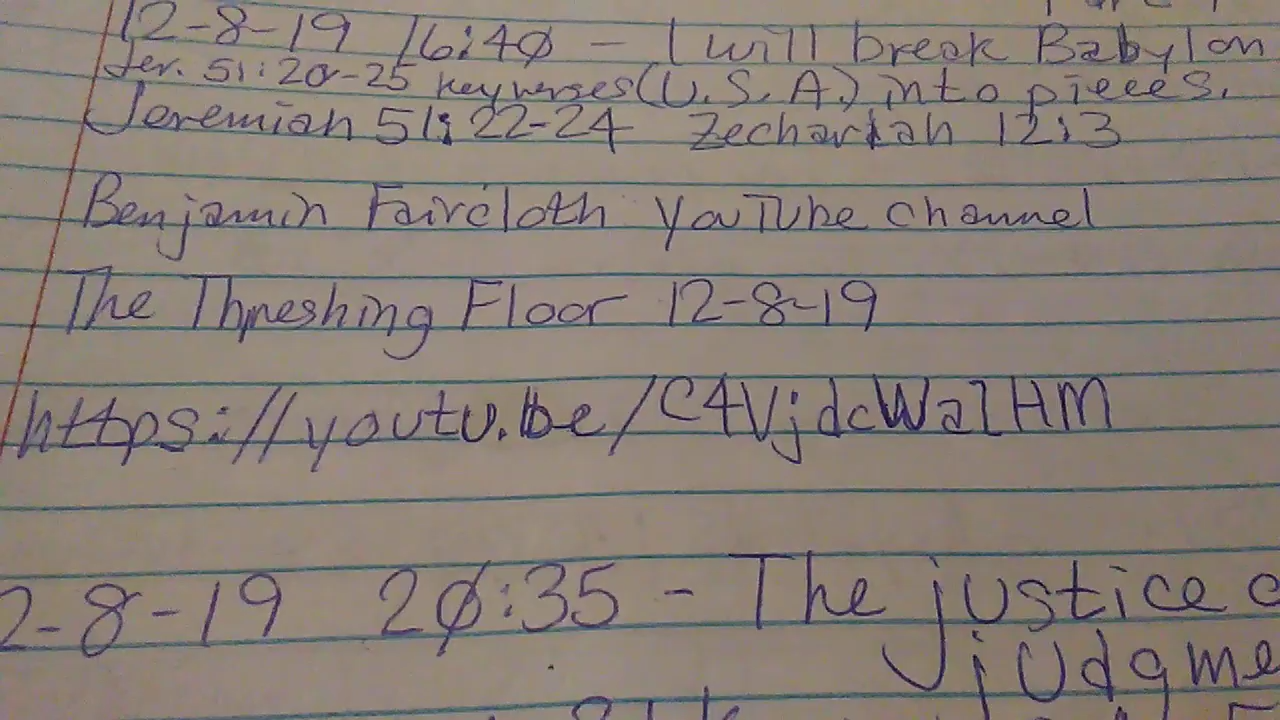 12-8-19 16:40 - I will break Babylon
Jer. 51:20-25 key verses (U.S.A.) into pieces.
Jeremiah 51:22-24 Zechariah 12:3
Benjamin Faircloth YouTube channel
The Threshing Floor 12-8-19
https://youtu.be/C4VjdcWalHM
2-8-19 20:35 - The justice
judgme